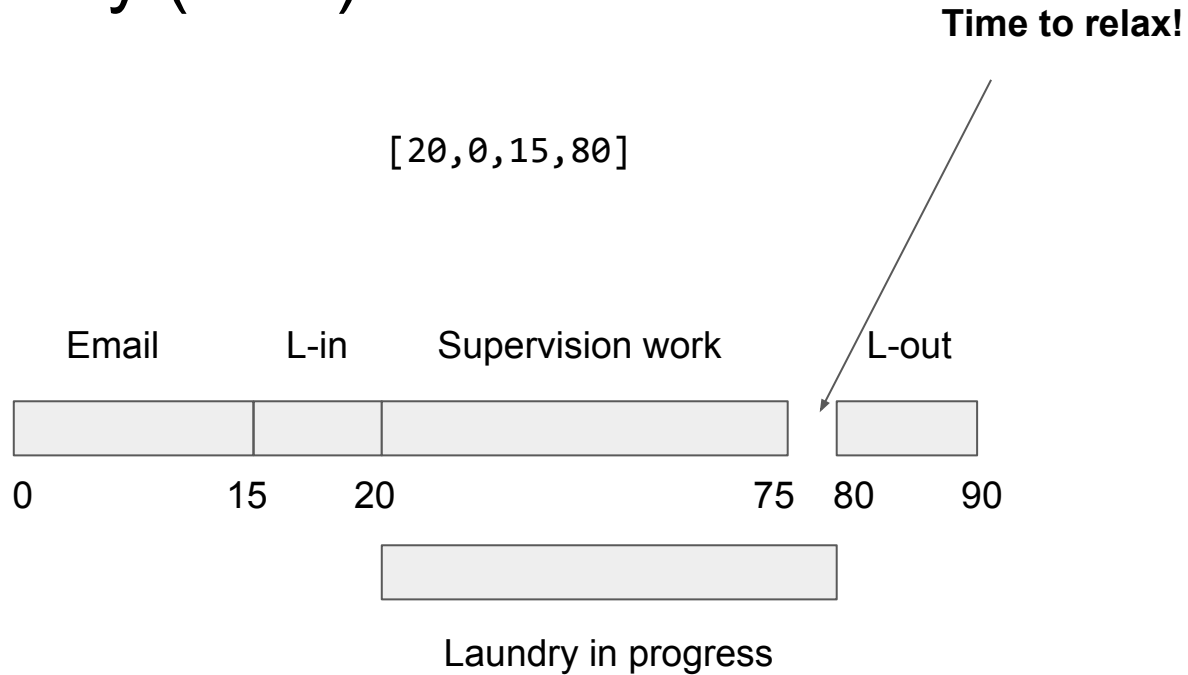 Time to relax!
[20,0,15,80]
Email L-in Supervision work L-out
0 15 20 75 80 90
Laundry in progress